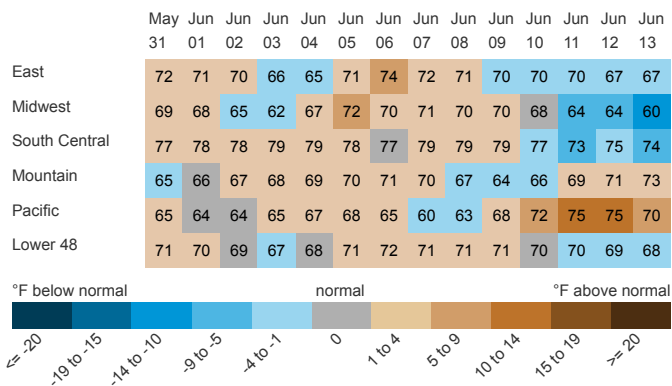 May Jun Jun Jun Jun Jun Jun Jun Jun Jun Jun Jun Jun Jun
31 01 02 03 04 05 06 07 08 09 10 11 12 13
East 72 71 70 66 65 71 74 72 71 70 70 70 67 67
Midwest 69 68 65 62 67 72 70 71 70 70 68 64 64 60
South Central 77 78 78 79 79 78 77 79 79 79 77 73 75 74
Mountain 65 66 67 68 69 70 71 70 67 64 66 69 71 73
Pacific 65 64 64 65 67 68 65 60 63 68 72 75 75 70
Lower 48 71 70 69 67 68 71 72 71 71 71 70 70 69 68
°F below normal normal °F above normal
<= -20 -19 to -15 -14 to -10 -9 to -5 -4 to -1 0 1 to 4 5 to 9 10 to 14 15 to 19 >= 20